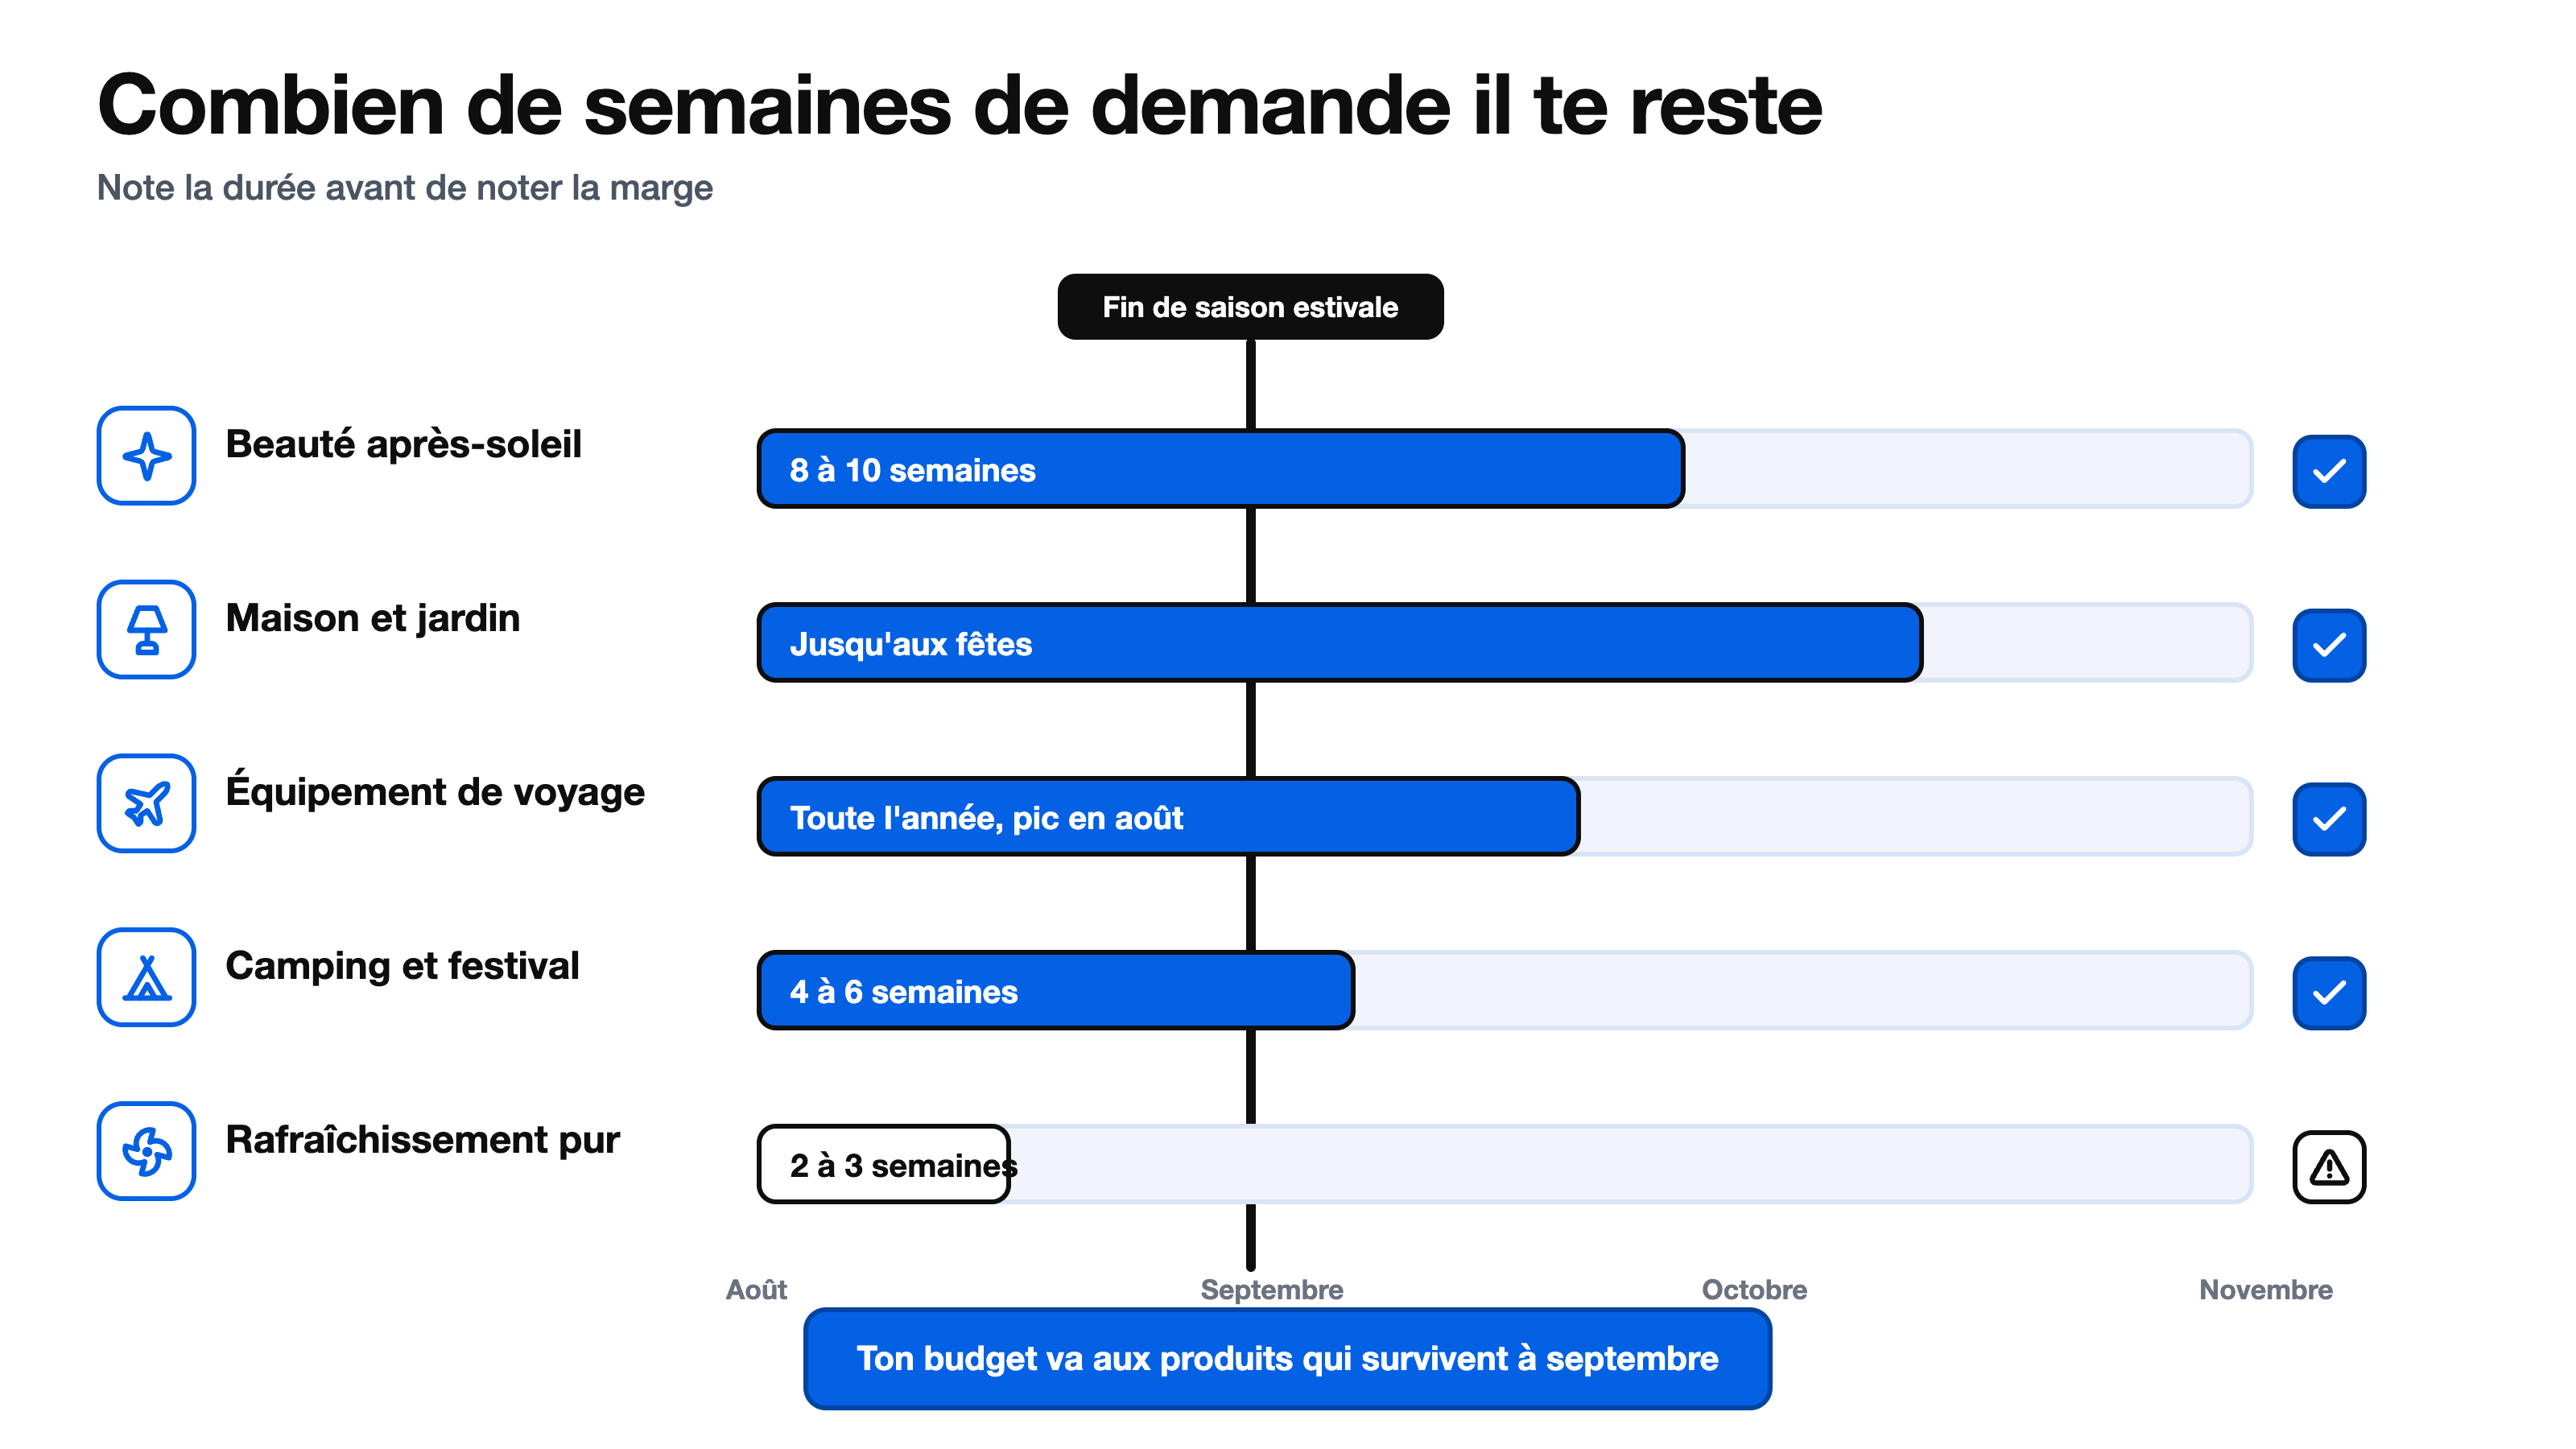 Combien de semaines de demande il te reste
Note la durée avant de noter la marge
Fin de saison estivale
Beauté après-soleil
8 à 10 semaines
Maison et jardin
Jusqu'aux fêtes
Équipement de voyage
Toute l'année, pic en août
Camping et festival
4 à 6 semaines
Rafraîchissement pur
2 à 3 semaines
Août
Septembre
Octobre
Novembre
Ton budget va aux produits qui survivent à septembre